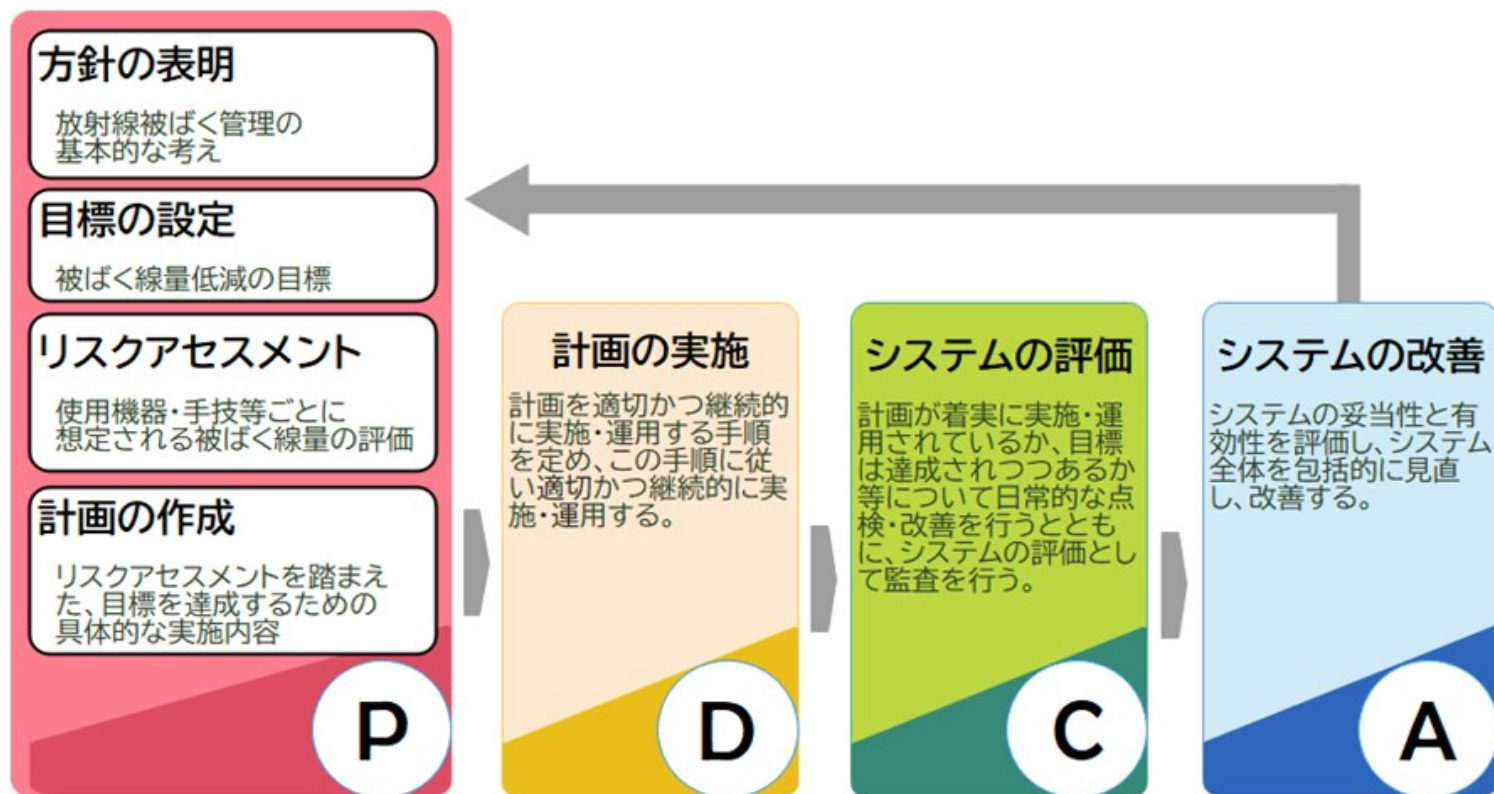 方針の表明
放射線被ばく管理の
基本的な考え
目標の設定
被ばく線量低減の目標
リスクアセスメント
使用機器・手技等ごとに
想定される被ばく線量の評価
計画の作成
リスクアセスメントを踏まえ
た、目標を達成するための
具体的な実施内容
P
計画の実施
計画を適切かつ継続的
に実施・運用する手順
を定め、この手順に従
い適切かつ継続的に実
施・運用する。
D
システムの評価
計画が着実に実施・運
用されているか、目標
は達成されつつあるか
等について日常的な点
検・改善を行うととも
に、システムの評価とし
て監査を行う。
C
システムの改善
システムの妥当性と有
効性を評価し、システム
全体を包括的に見直
し、改善する。
A